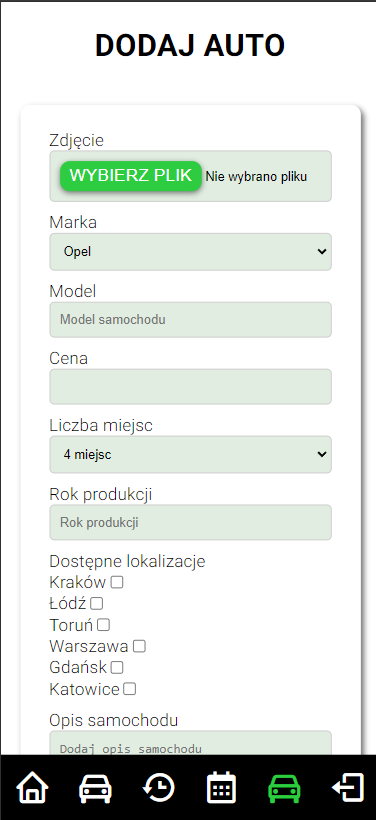 DODAJ AUTO
Zdjęcie
WYBIERZ PLIK Nie wybrano pliku
Marka
Opel
Model
Model samochodu
Cena
Liczba miejsc
4 miejsc
Rok produkcji
Rok produkcji
Dostępne lokalizacje
Kraków
Łódź
Toruń
Warszawa
Gdańsk
Katowice
Opis samochodu
Dodaj opis samochodu